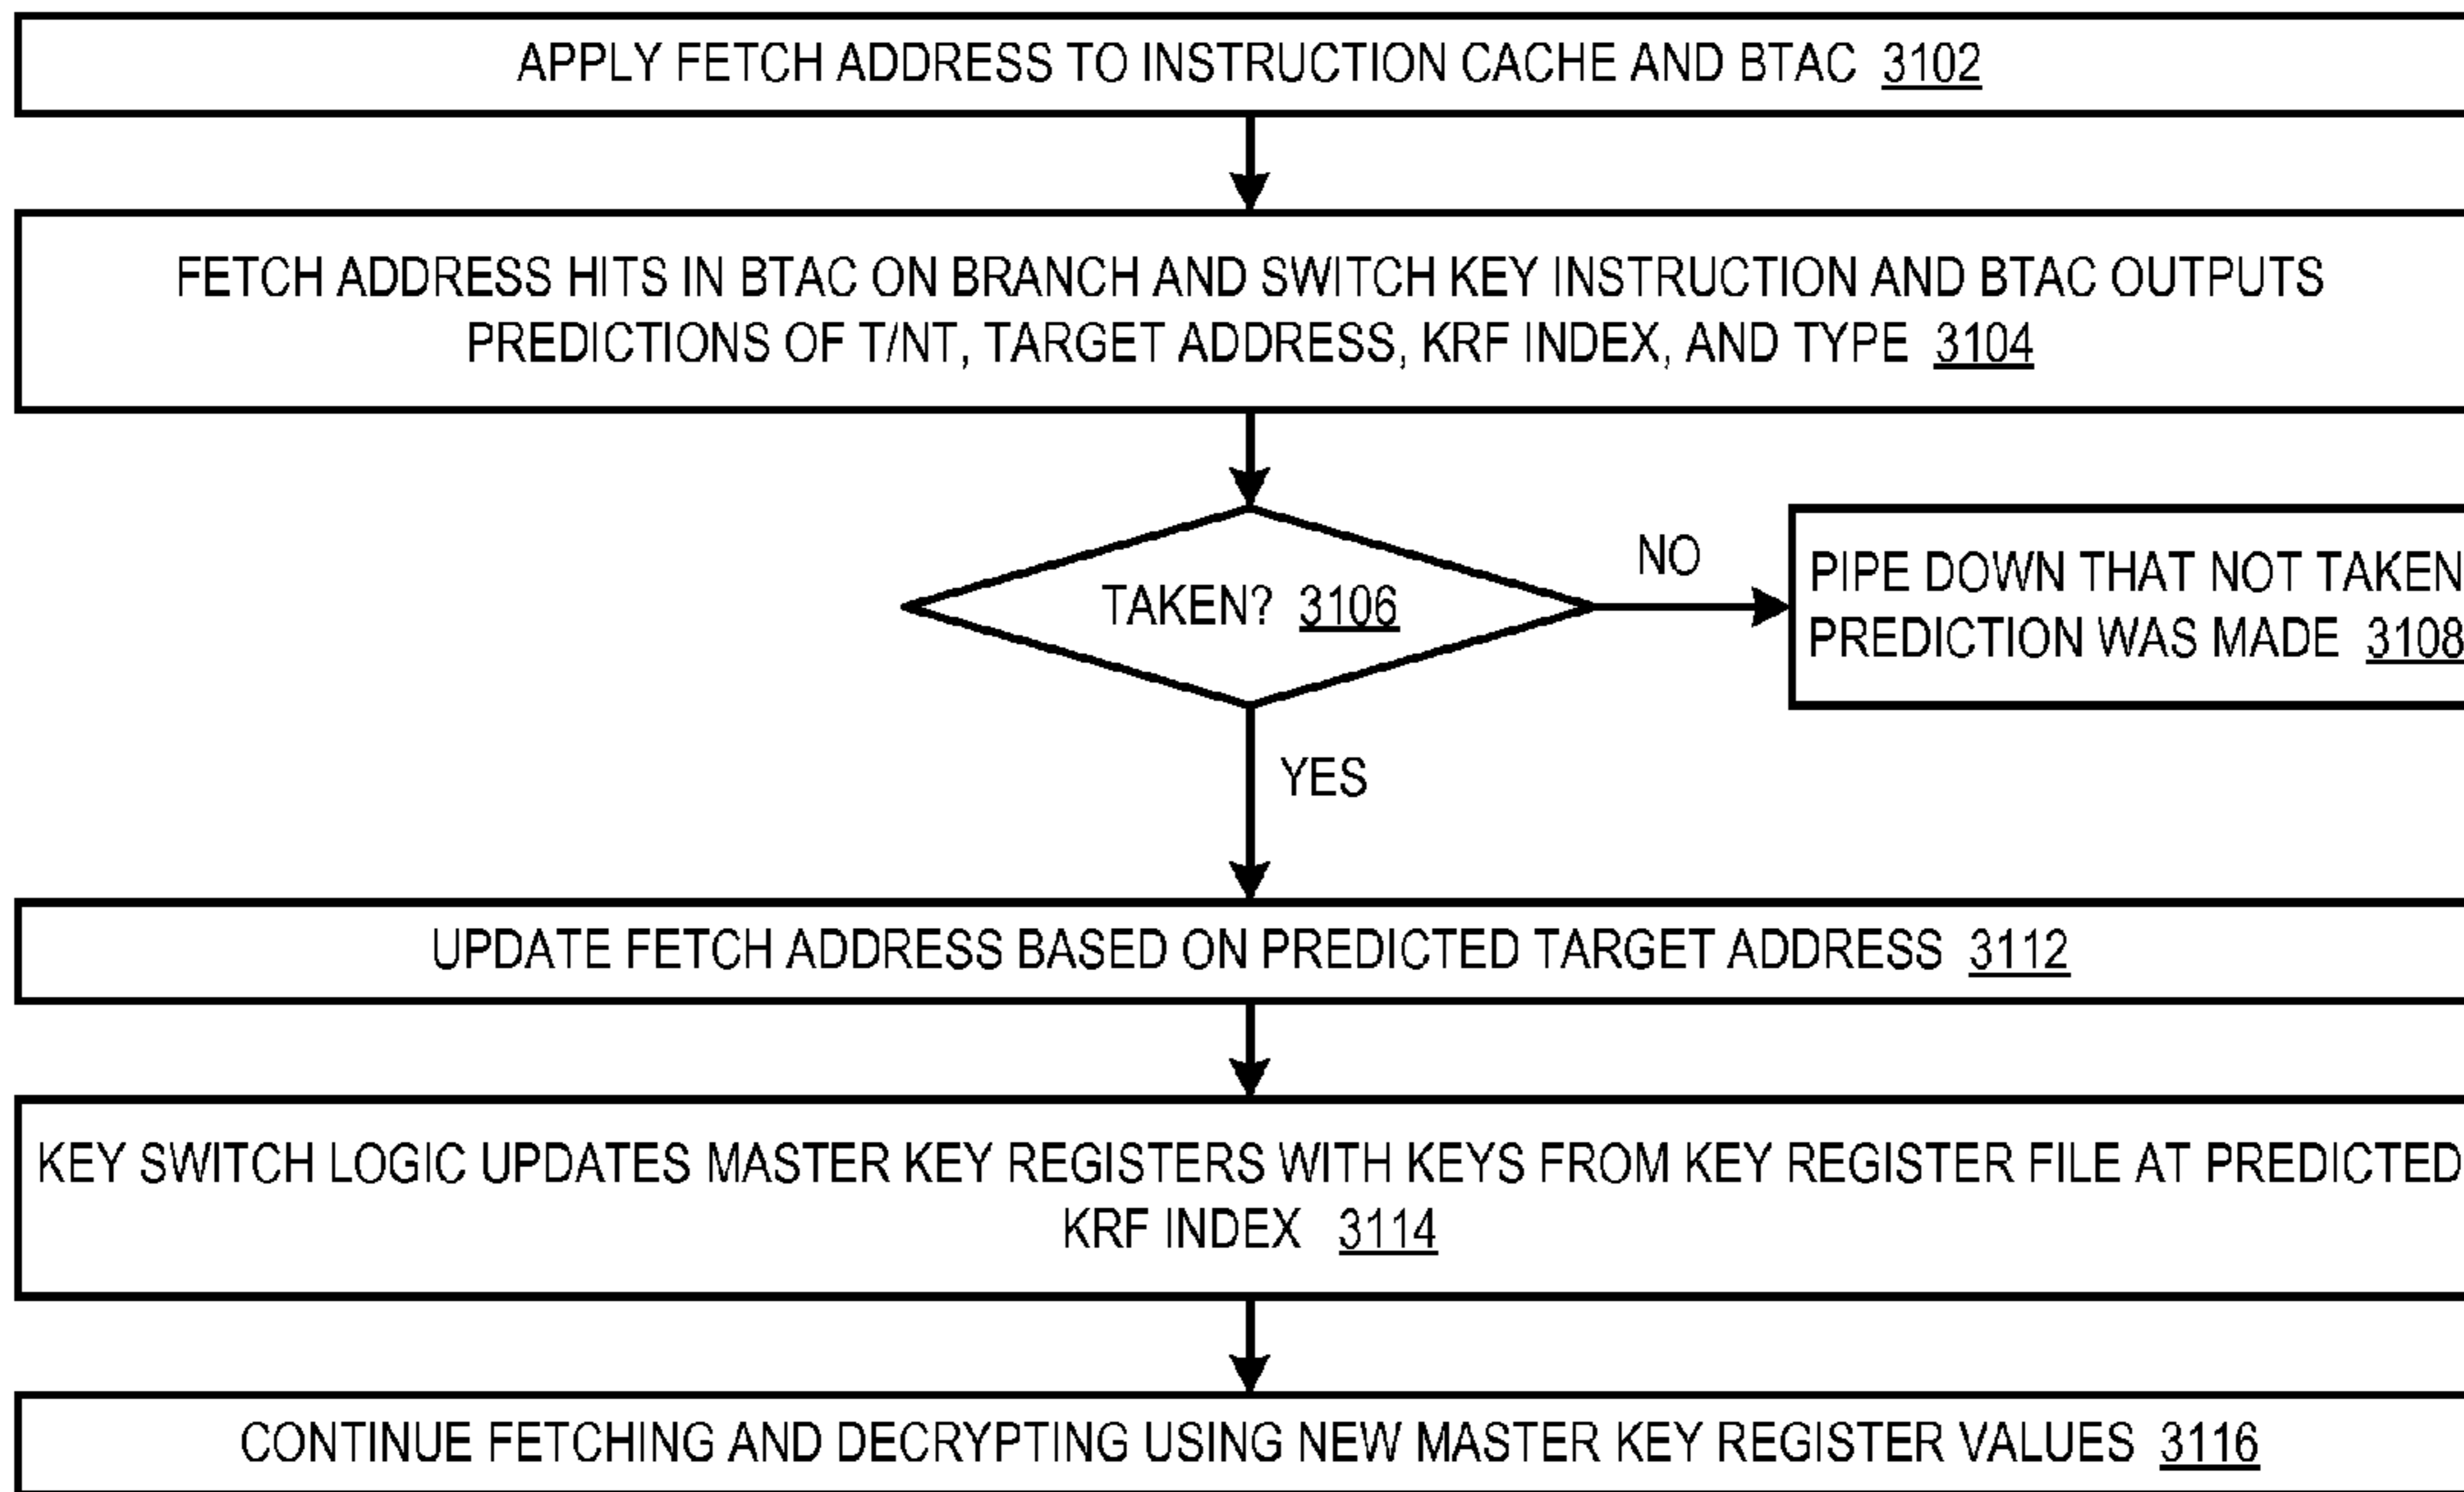 APPLY FETCH ADDRESS TO INSTRUCTION CACHE AND BTAC 3102
FETCH ADDRESS HITS IN BTAC ON BRANCH AND SWITCH KEY INSTRUCTION AND BTAC OUTPUTS
PREDICTIONS OF T/NT, TARGET ADDRESS, KRF INDEX, AND TYPE 3104
TAKEN? 3106
NO
PIPE DOWN THAT NOT TAKEN
PREDICTION WAS MADE 3108
YES
UPDATE FETCH ADDRESS BASED ON PREDICTED TARGET ADDRESS 3112
KEY SWITCH LOGIC UPDATES MASTER KEY REGISTERS WITH KEYS FROM KEY REGISTER FILE AT PREDICTED
KRF INDEX 3114
CONTINUE FETCHING AND DECRYPTING USING NEW MASTER KEY REGISTER VALUES 3116